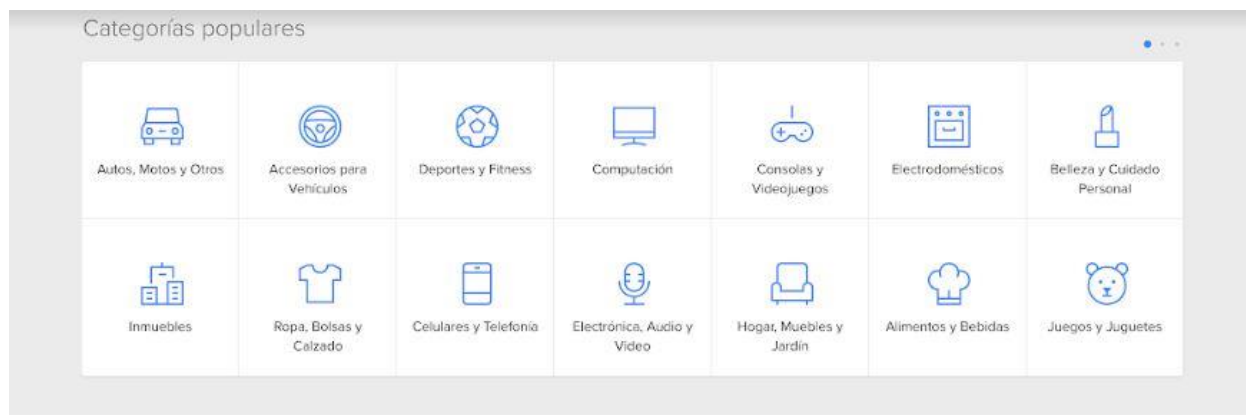 Categorías populares
Autos, Motos y Otros
Accesorios para
Vehículos
Deportes y Fitness
Computación
Consolas y
Videojuegos
Electrodomésticos
Belleza y Cuidado
Personal
Inmuebles
Ropa, Bolsas y
Calzado
Celulares y Telefonía
Electrónica, Audio y
Video
Hogar, Muebles y
Jardín
Alimentos y Bebidas
Juegos y Juguetes